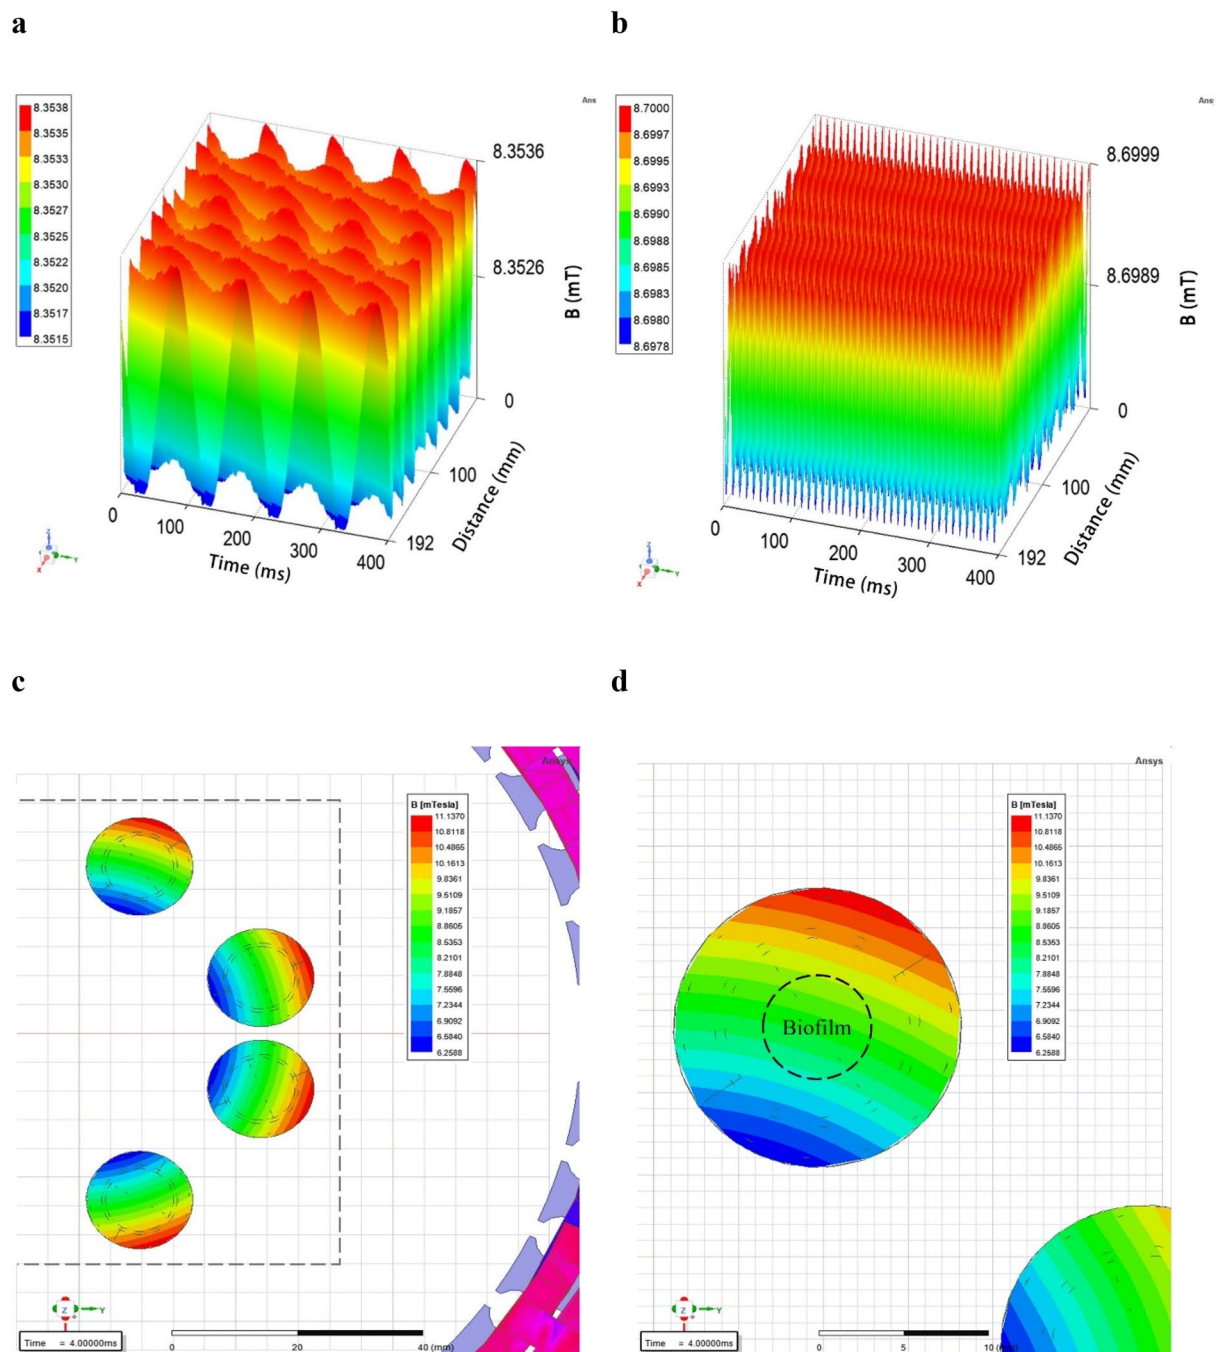 a
b
8.3538
8.3535
8.3533
8.3530
8.3527
8.3525
8.3522
8.3520
8.3517
8.3515
Ans
8.3536
8.3526
B (mT)
0
100
192
Distance (mm)
0
100
200
300
400
Time (ms)
Z
Y
X
8.7000
8.6997
8.6995
8.6993
8.6990
8.6988
8.6985
8.6983
8.6980
8.6978
Ans
8.6999
8.6989
B (mT)
0
100
192
Distance (mm)
0
100
200
300
400
Time (ms)
Z
Y
X
c
d
Ansys
B [mTesla]
11.1370
10.8118
10.4865
10.1613
9.8361
9.5109
9.1857
8.8605
8.5353
8.2101
7.8848
7.5596
7.2344
6.9092
6.5840
6.2588
Z
Y
Time = 4.00000ms
0
20
40 (mm)
Ansys
B [mTesla]
11.1370
10.8118
10.4865
10.1613
9.8361
9.5109
9.1857
8.8605
8.5353
8.2101
7.8848
7.5596
7.2344
6.9092
6.5840
6.2588
Biofilm
Z
Y
Time = 4.00000ms
0
5
10